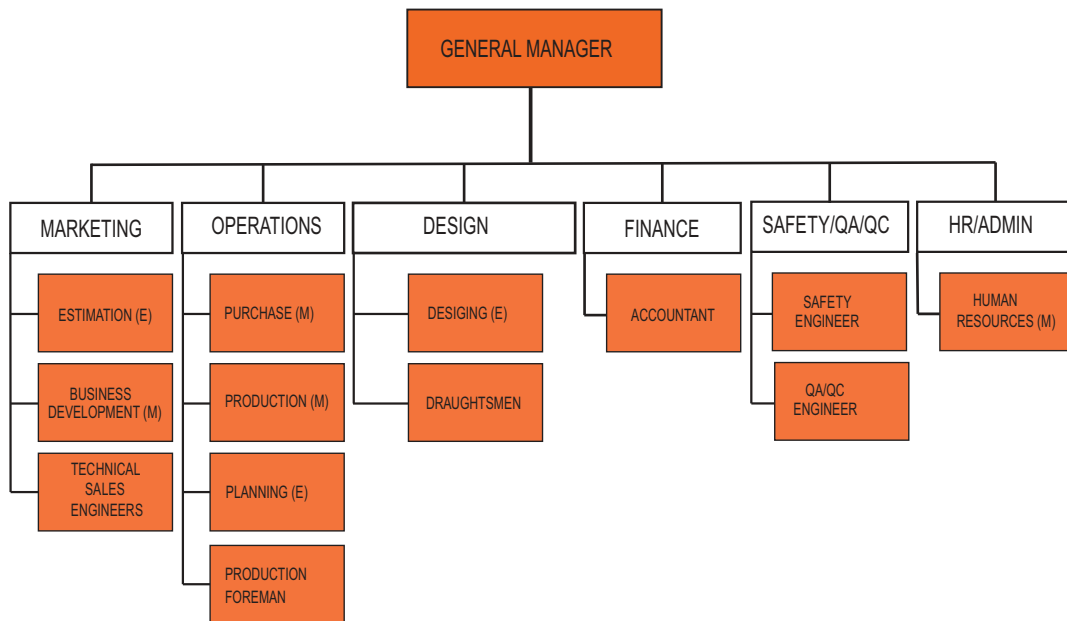 GENERAL MANAGER
MARKETING
OPERATIONS
DESIGN
FINANCE
SAFETY/QA/QC
HR/ADMIN
ESTIMATION (E)
BUSINESS
DEVELOPMENT (M)
TECHNICAL
SALES
ENGINEERS
PURCHASE (M)
PRODUCTION (M)
PLANNING (E)
PRODUCTION
FOREMAN
DESIGING (E)
DRAUGHTSMEN
ACCOUNTANT
SAFETY
ENGINEER
QA/QC
ENGINEER
HUMAN
RESOURCES (M)